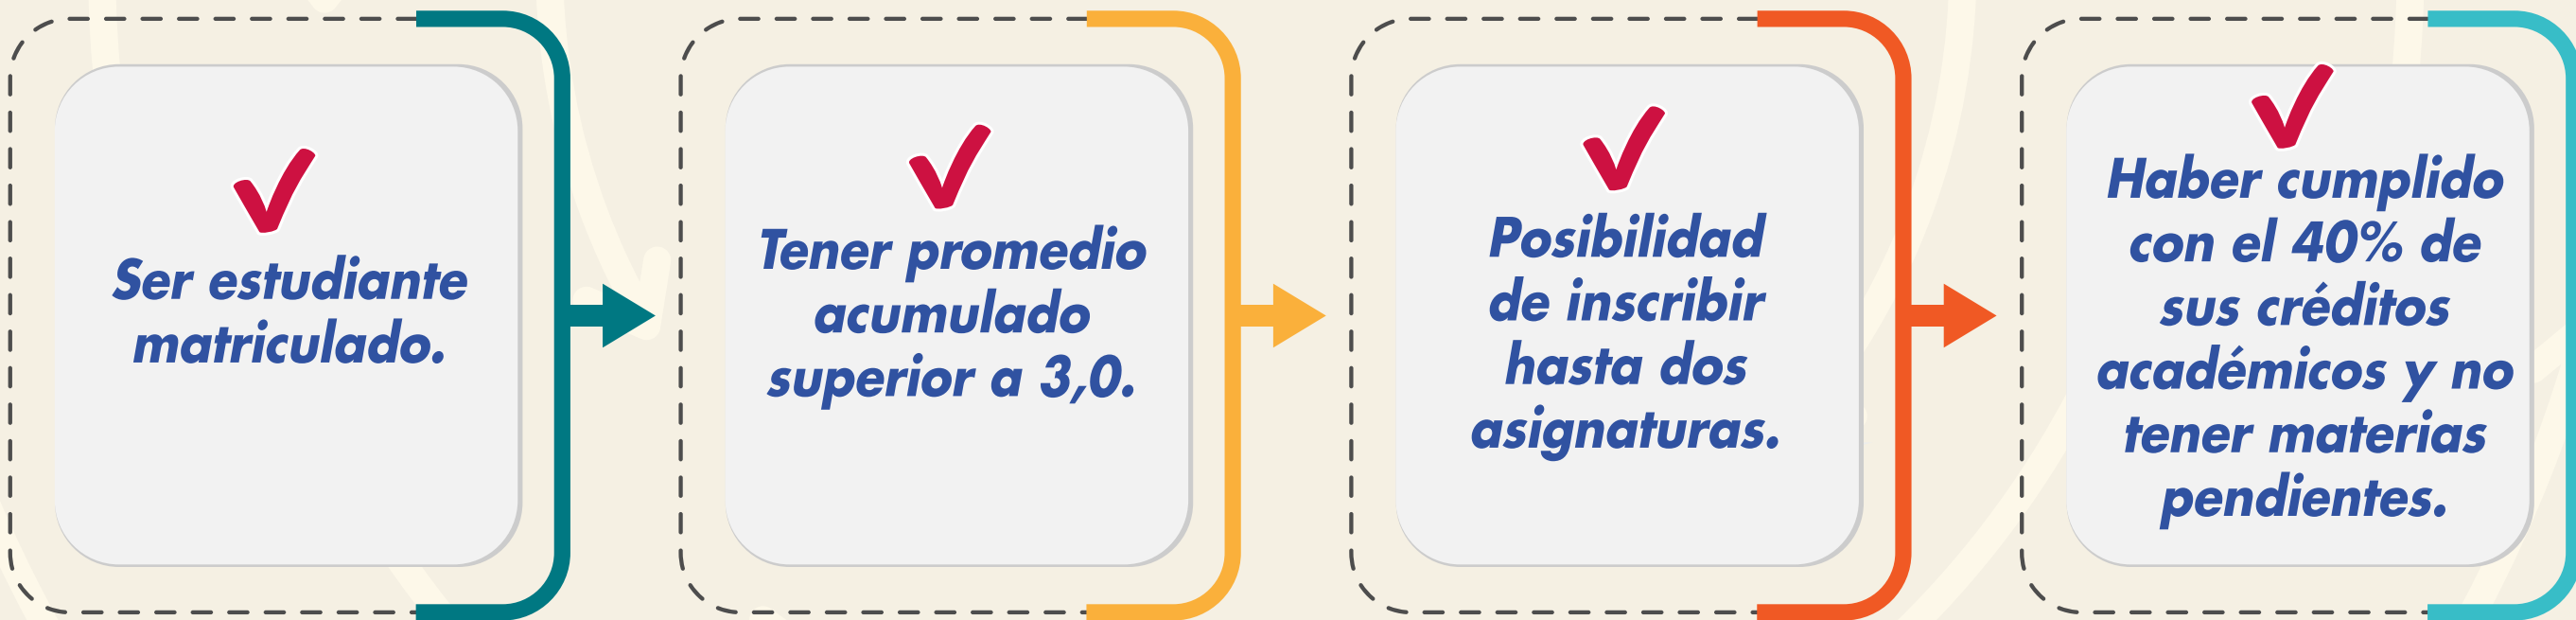 Ser estudiante
matriculado.
Tener promedio
acumulado
superior a 3,0.
Posibilidad
de inscribir
hasta dos
asignaturas.
Haber cumplido
con el 40% de
sus créditos
académicos y no
tener materias
pendientes.